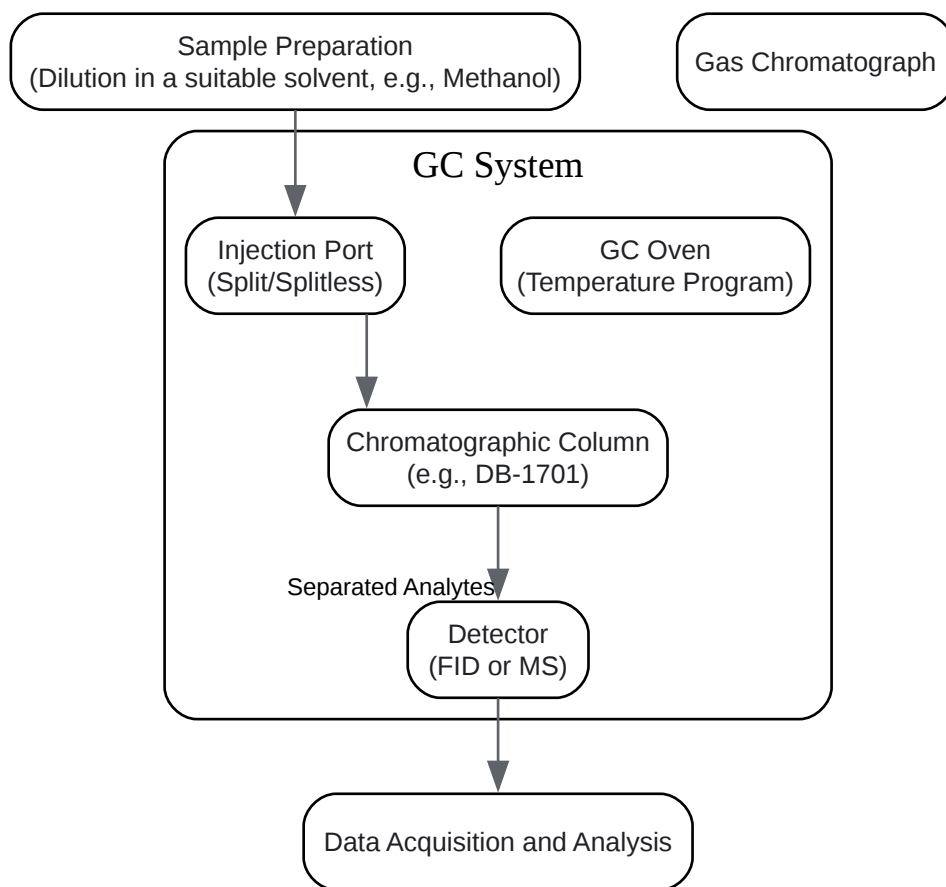 Sample Preparation
(Dilution in a suitable solvent, e.g., Methanol)
Gas Chromatograph
GC System
Injection Port
(Split/Splitless)
GC Oven
(Temperature Program)
Chromatographic Column
(e.g., DB-1701)
Separated Analytes
Detector
(FID or MS)
Data Acquisition and Analysis